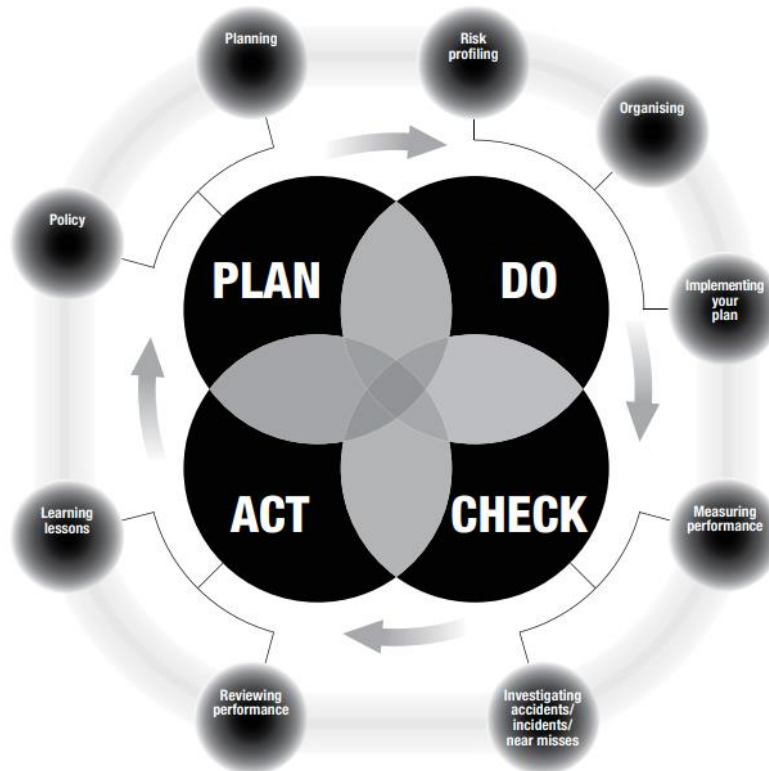 Planning
Risk
profiling
Organising
Policy
PLAN
DO
Implementing
your
plan
ACT
CHECK
Learning
lessons
Measuring
performance
Reviewing
performance
Investigating
accidents/
incidents/
near misses